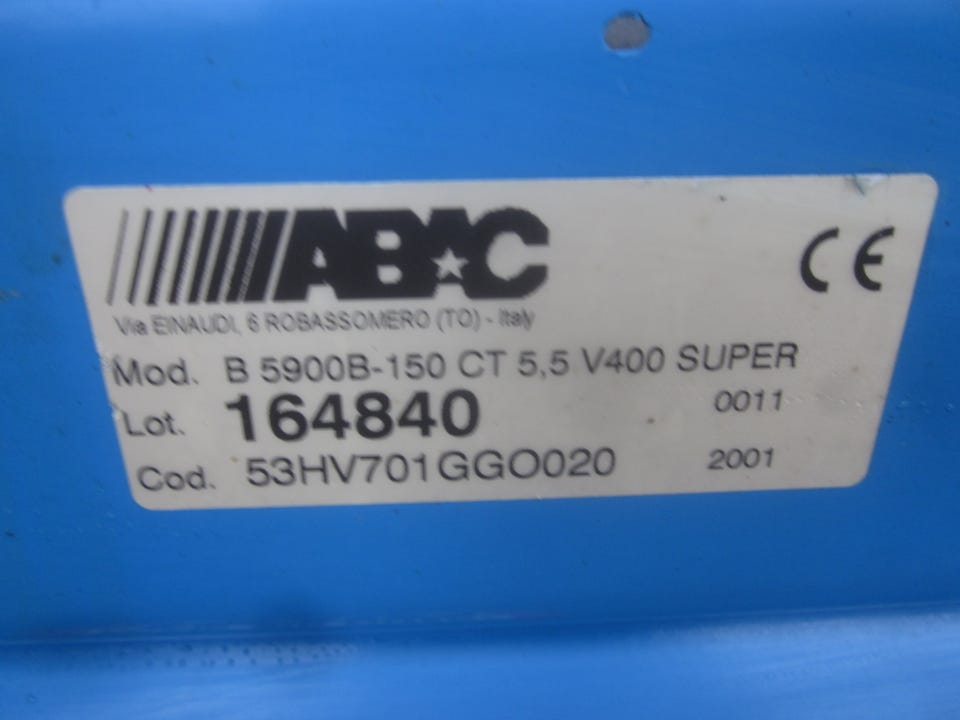 ABAC
CE
Via EINAUDI, 6 ROBASSOMERO (TO) - Italy
Mod. B 5900B-150 CT 5,5 V400 SUPER
Lot. 164840 0011
Cod. 53HV701GGO020 2001